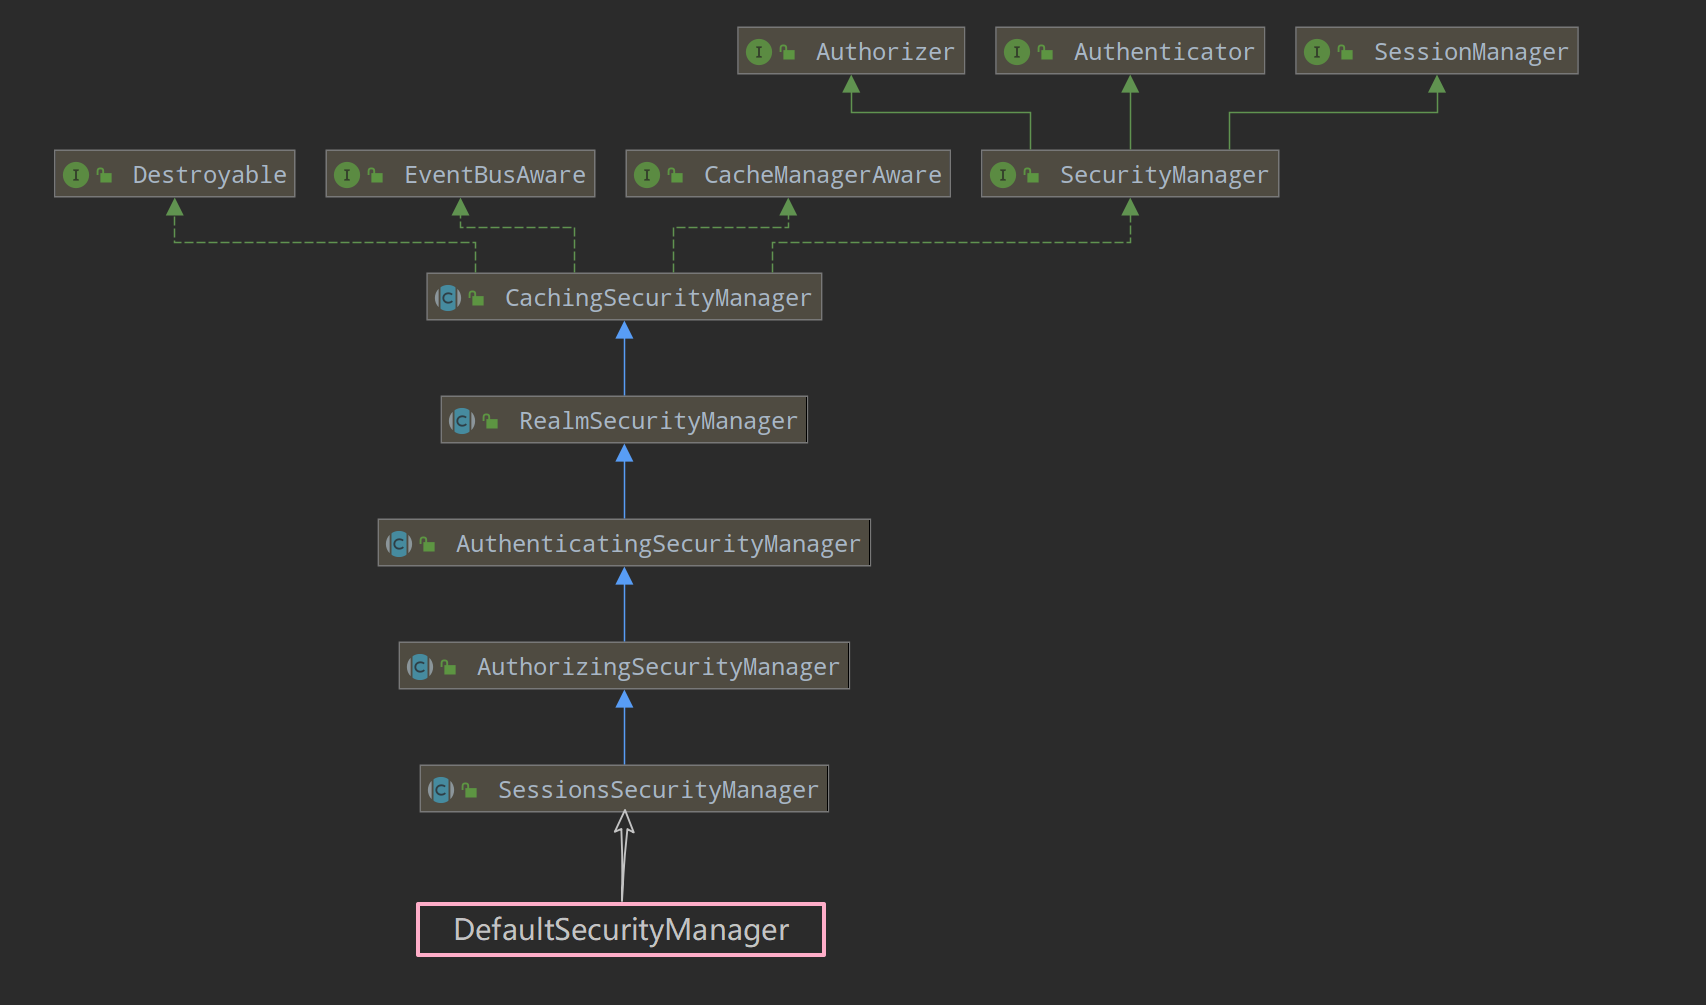 Authorizer
Authenticator
SessionManager
Destroyable
EventBusAware
CacheManagerAware
SecurityManager
CachingSecurityManager
RealmSecurityManager
AuthenticatingSecurityManager
AuthorizingSecurityManager
SessionsSecurityManager
DefaultSecurityManager